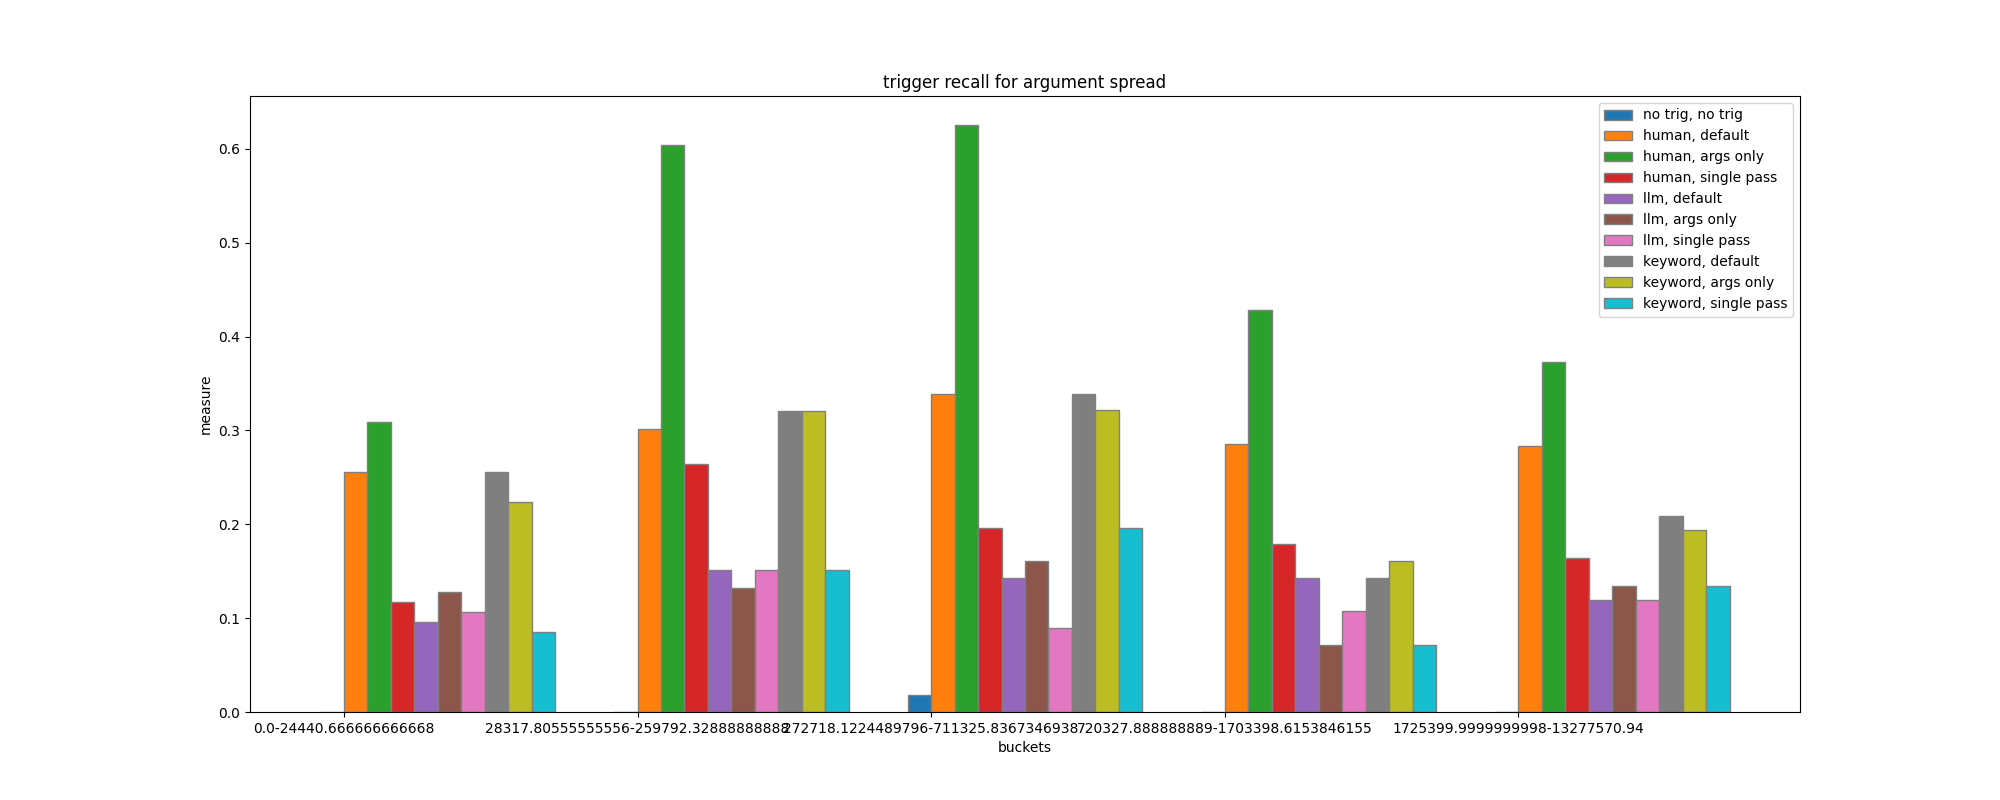 trigger recall for argument spread
no trig, no trig
human, default
human, args only
human, single pass
llm, default
llm, args only
llm, single pass
keyword, default
keyword, args only
keyword, single pass
measure
0.6
0.5
0.4
0.3
0.2
0.1
0.0
0.0-24440.666666666668
28317.80555555555556-259792.32888888888
272718.1224489796-711325.8367346938
720327.888888889-1703398.6153846155
1725399.9999999998-13277570.94
buckets